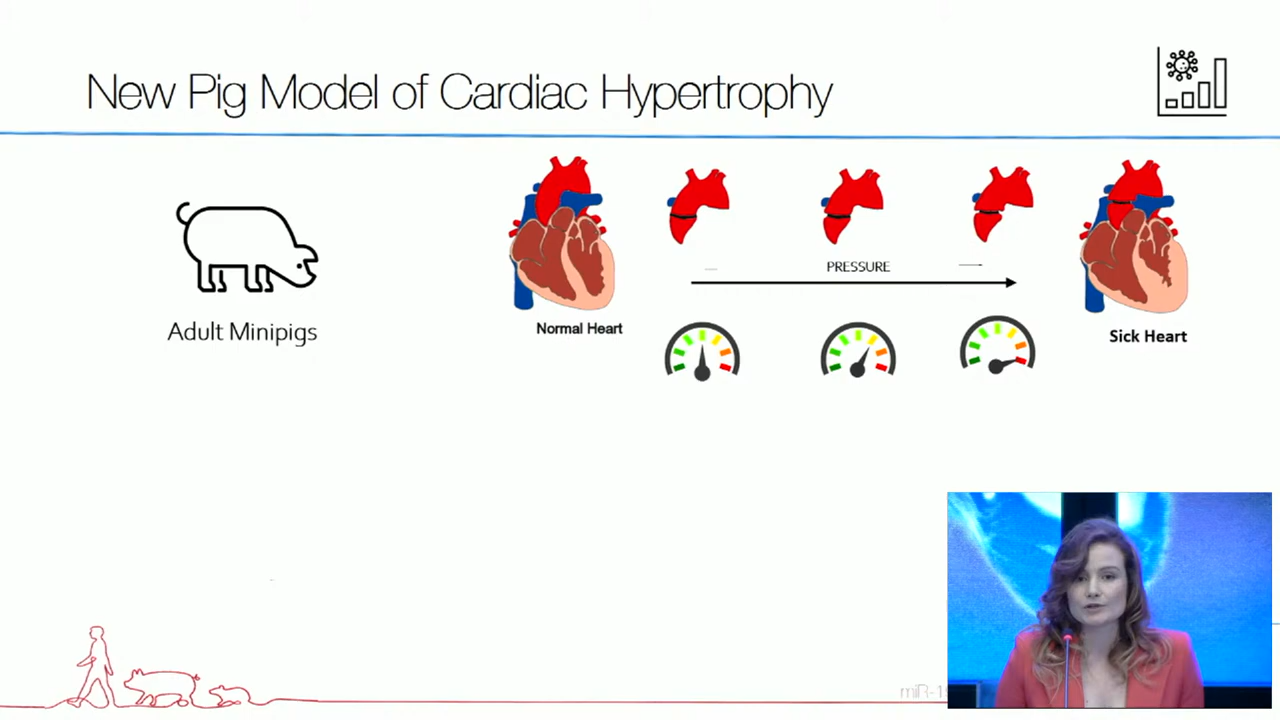 New Pig Model of Cardiac Hypertrophy
PRESSURE
Adult Minipigs
Normal Heart
Sick Heart